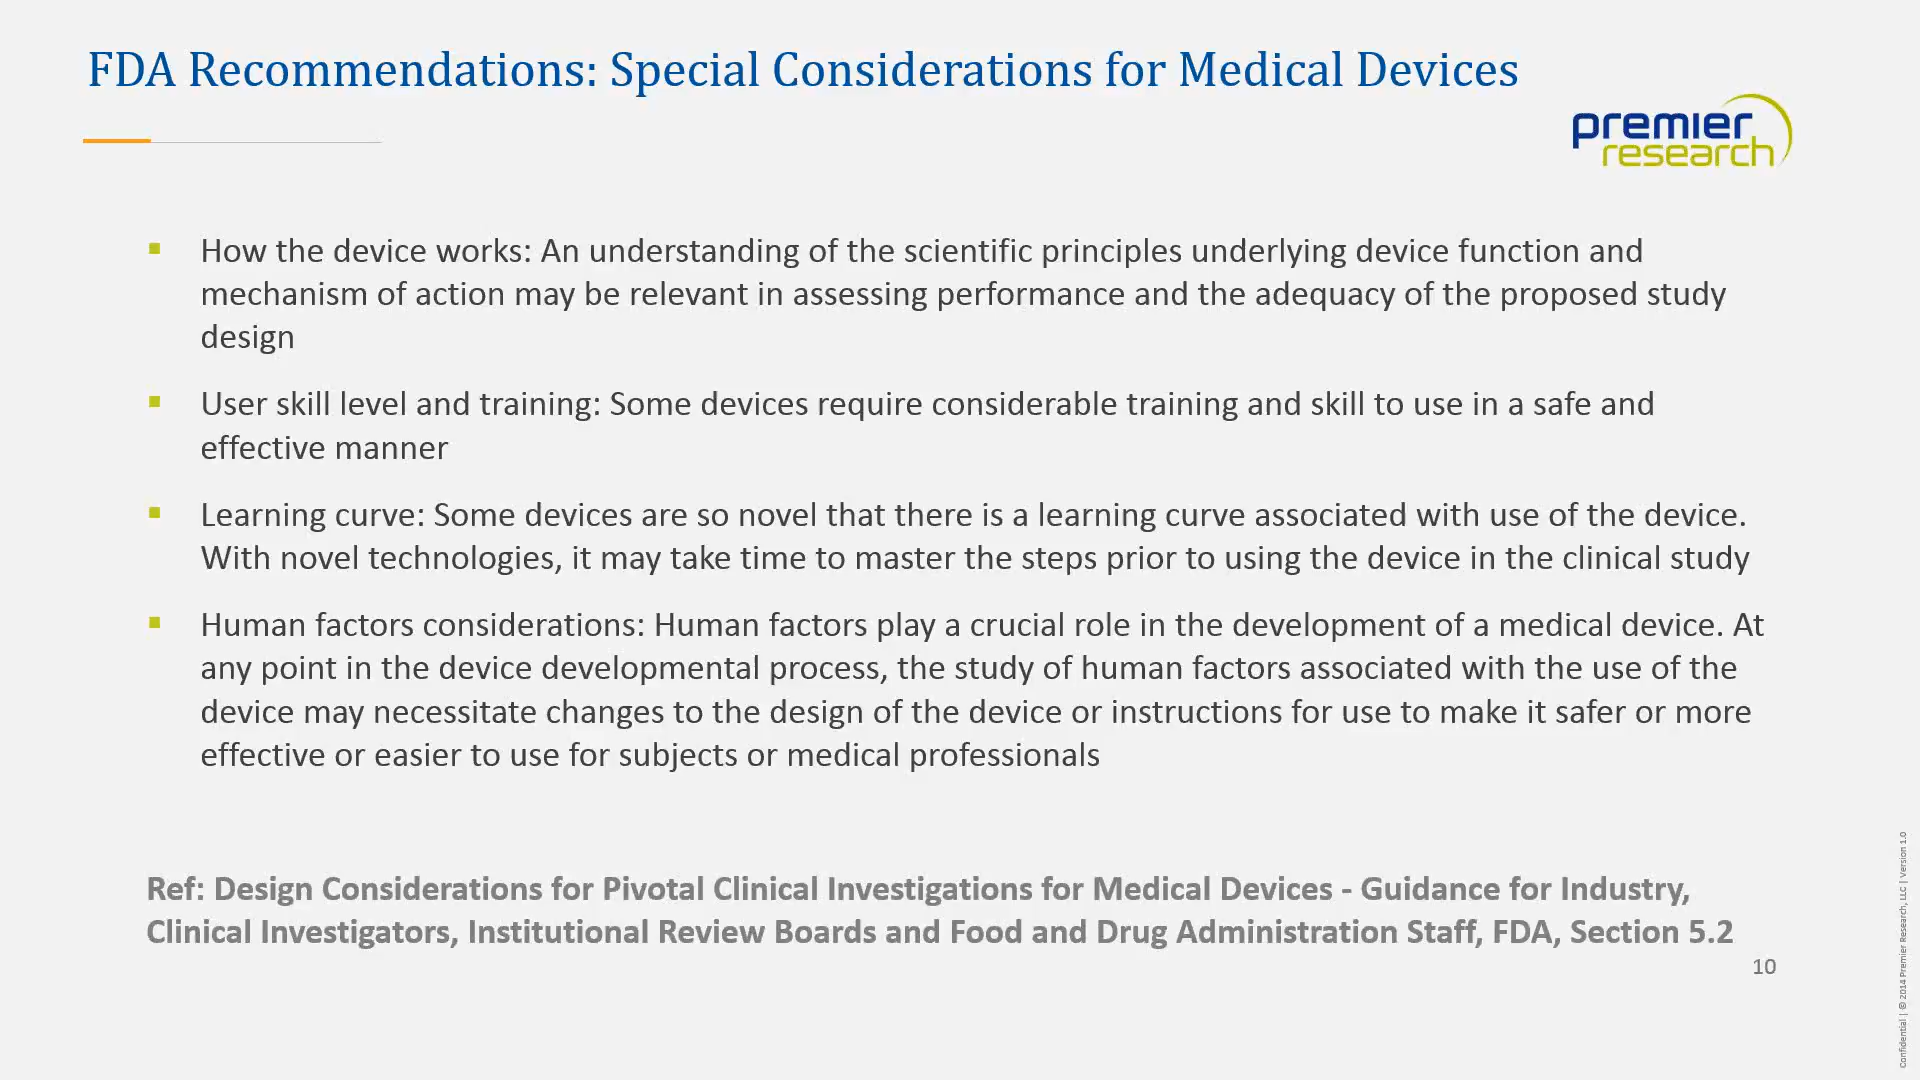 FDA Recommendations: Special Considerations for Medical Devices
premier
research
How the device works: An understanding of the scientific principles underlying device function and
mechanism of action may be relevant in assessing performance and the adequacy of the proposed study
design
User skill level and training: Some devices require considerable training and skill to use in a safe and
effective manner
Learning curve: Some devices are so novel that there is a learning curve associated with use of the device.
With novel technologies, it may take time to master the steps prior to using the device in the clinical study
Human factors considerations: Human factors play a crucial role in the development of a medical device. At
any point in the device developmental process, the study of human factors associated with the use of the
device may necessitate changes to the design of the device or instructions for use to make it safer or more
effective or easier to use for subjects or medical professionals
Ref: Design Considerations for Pivotal Clinical Investigations for Medical Devices - Guidance for Industry,
Clinical Investigators, Institutional Review Boards and Food and Drug Administration Staff, FDA, Section 5.2
10
Confidential | © 2014 Premier Research, LLC | Version 1.0